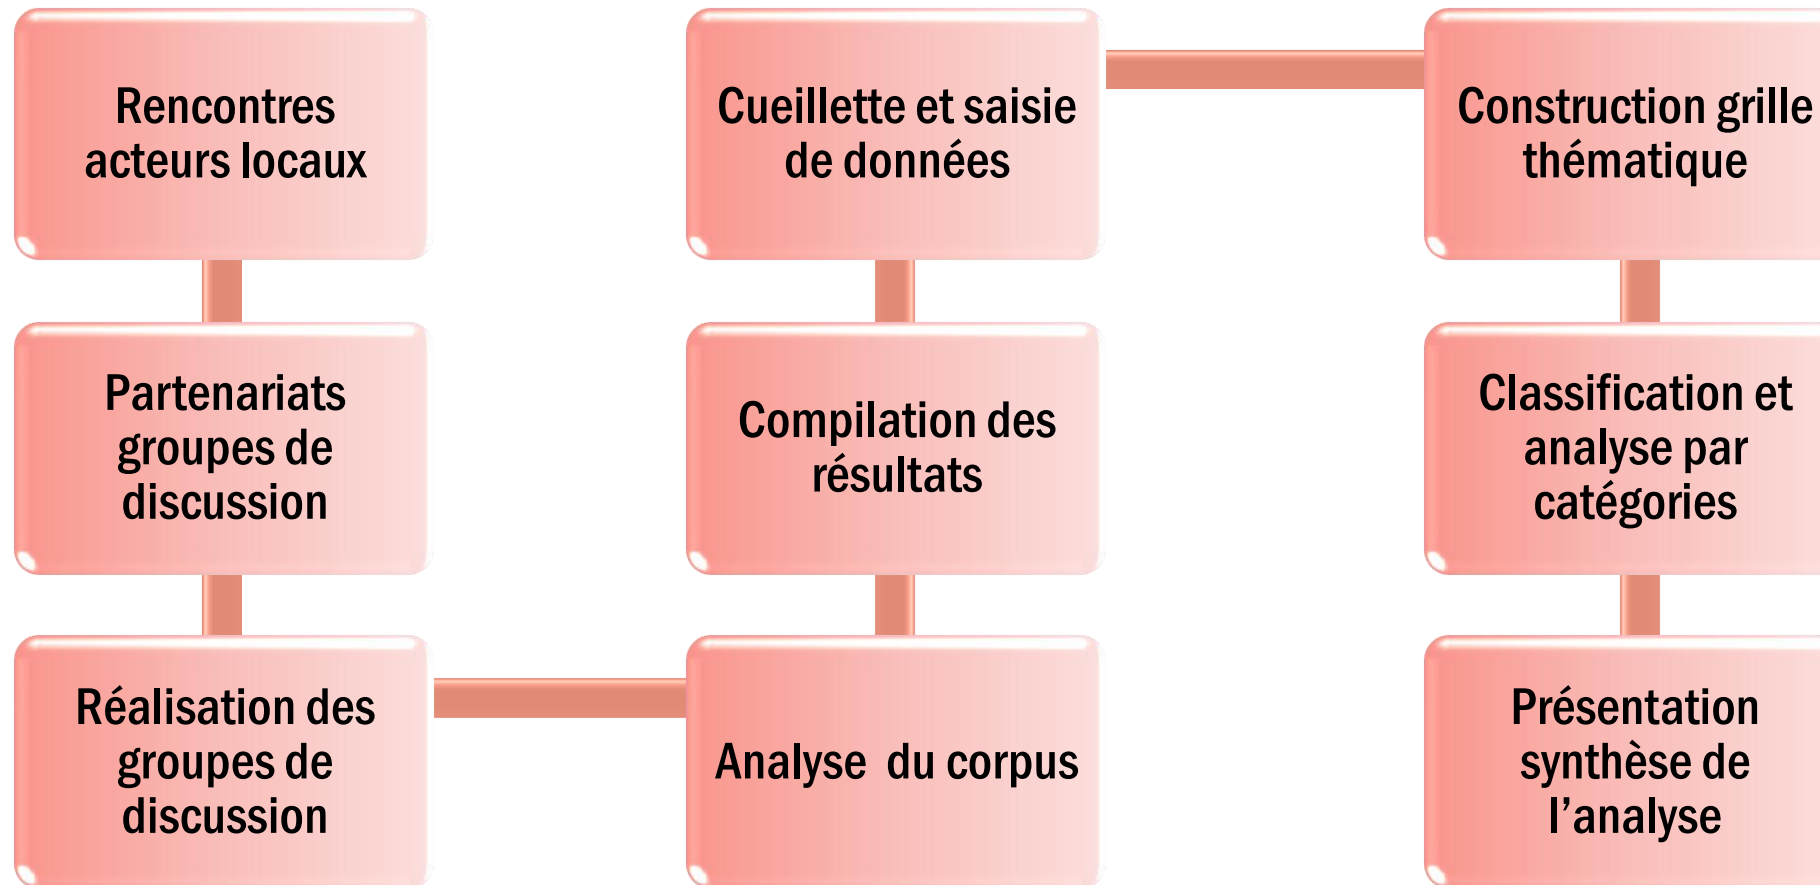 Rencontres
acteurs locaux
Partenariats
groupes de
discussion
Réalisation des
groupes de
discussion
Analyse  du corpus
Compilation des
résultats
Cueillette et saisie
de données
Construction grille
thématique
Classification et
analyse par
catégories
Présentation
synthèse de
l’analyse